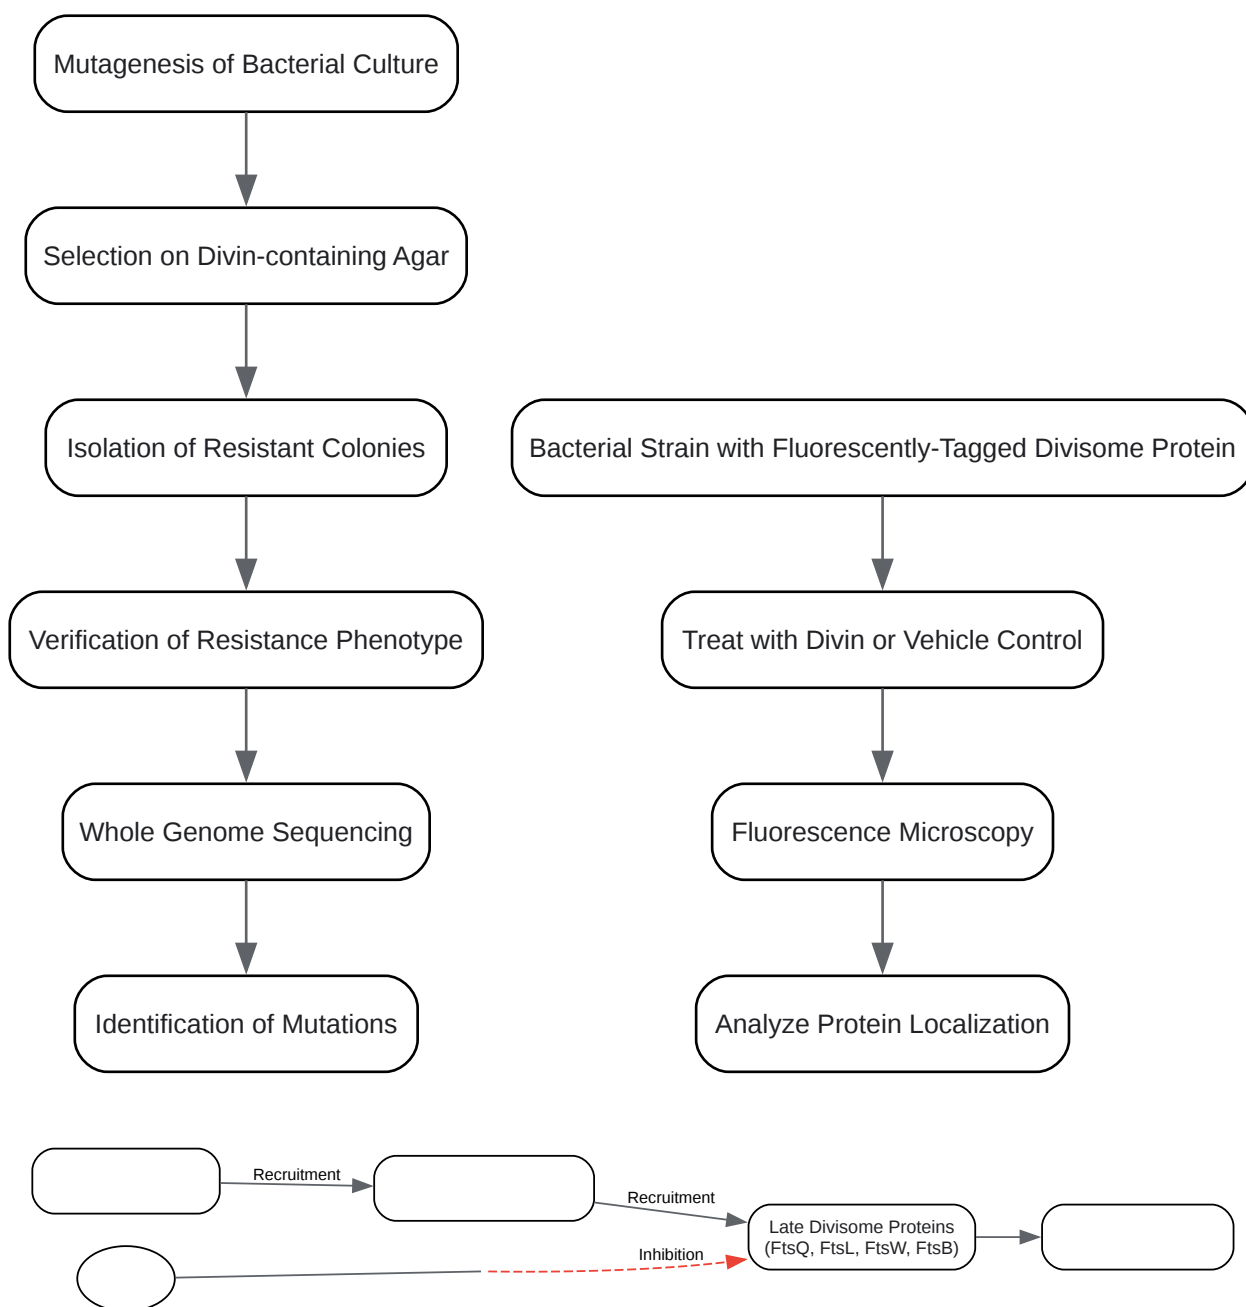 Mutagenesis of Bacterial Culture
Selection on Divin-containing Agar
Isolation of Resistant Colonies
Verification of Resistance Phenotype
Whole Genome Sequencing
Identification of Mutations
Bacterial Strain with Fluorescently-Tagged Divisome Protein
Treat with Divin or Vehicle Control
Fluorescence Microscopy
Analyze Protein Localization
Recruitment
Recruitment
Late Divisome Proteins
(FtsQ, FtsL, FtsW, FtsB)
Inhibition